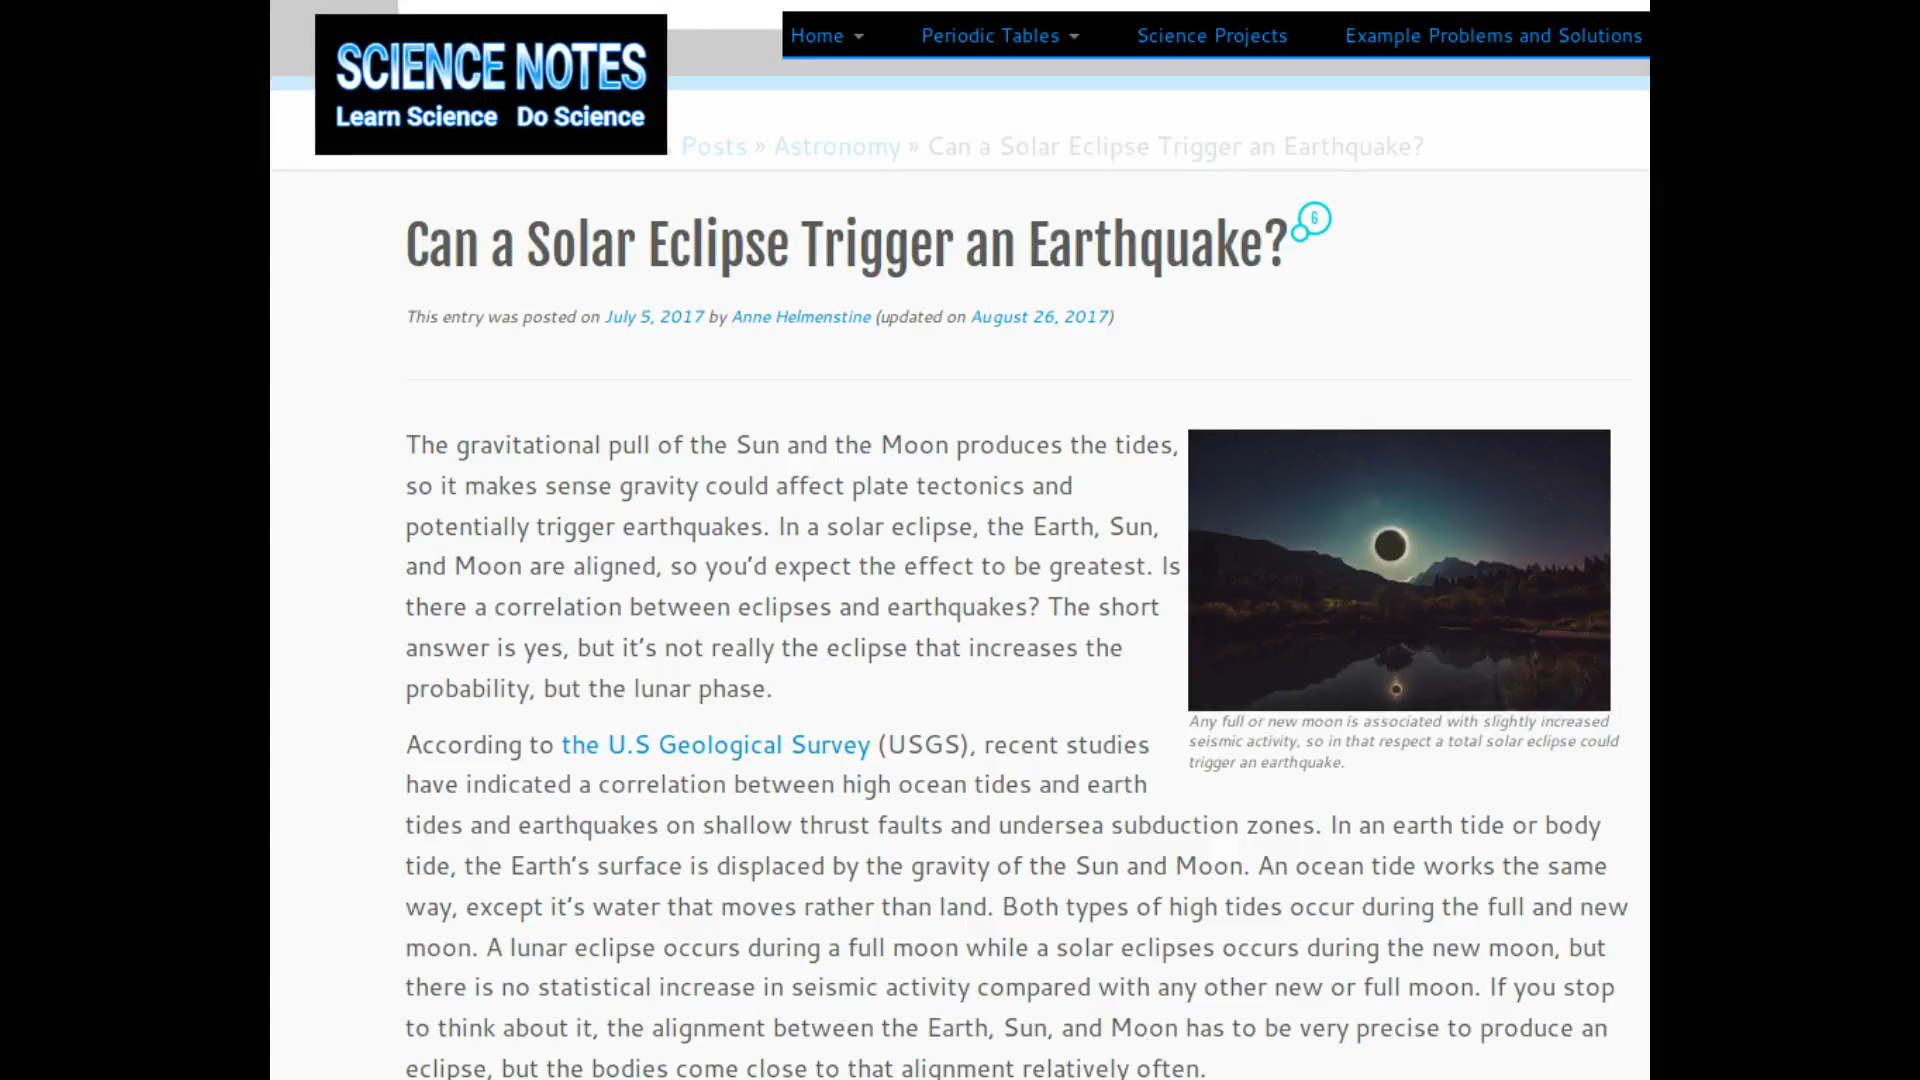 SCIENCE NOTES
Learn Science Do Science
Home
Periodic Tables
Science Projects
Example Problems and Solutions
Posts » Astronomy » Can a Solar Eclipse Trigger an Earthquake?
Can a Solar Eclipse Trigger an Earthquake?
6
This entry was posted on July 5, 2017 by Anne Helmenstine (updated on August 26, 2017)
The gravitational pull of the Sun and the Moon produces the tides,
so it makes sense gravity could affect plate tectonics and
potentially trigger earthquakes. In a solar eclipse, the Earth, Sun,
and Moon are aligned, so you’d expect the effect to be greatest. Is
there a correlation between eclipses and earthquakes? The short
answer is yes, but it’s not really the eclipse that increases the
probability, but the lunar phase.
Any full or new moon is associated with slightly increased
seismic activity, so in that respect a total solar eclipse could
trigger an earthquake.
According to the U.S Geological Survey (USGS), recent studies
have indicated a correlation between high ocean tides and earth
tides and earthquakes on shallow thrust faults and undersea subduction zones. In an earth tide or body
tide, the Earth’s surface is displaced by the gravity of the Sun and Moon. An ocean tide works the same
way, except it’s water that moves rather than land. Both types of high tides occur during the full and new
moon. A lunar eclipse occurs during a full moon while a solar eclipses occurs during the new moon, but
there is no statistical increase in seismic activity compared with any other new or full moon. If you stop
to think about it, the alignment between the Earth, Sun, and Moon has to be very precise to produce an
eclipse, but the bodies come close to that alignment relatively often.